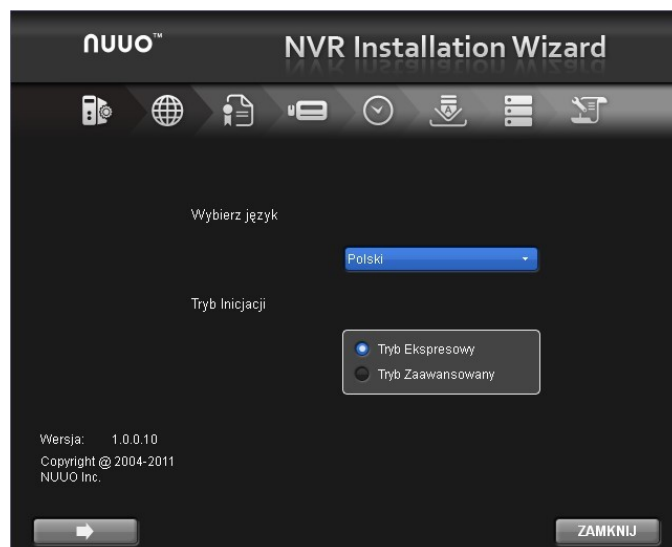 nuuo™
NVR Installation Wizard
Wybierz język
Polski
Tryb Inicjacji
Tryb Ekspresowy
Tryb Zaawansowany
Wersja: 1.0.0.10
Copyright @ 2004-2011
NUUO Inc.
ZAMKNIJ